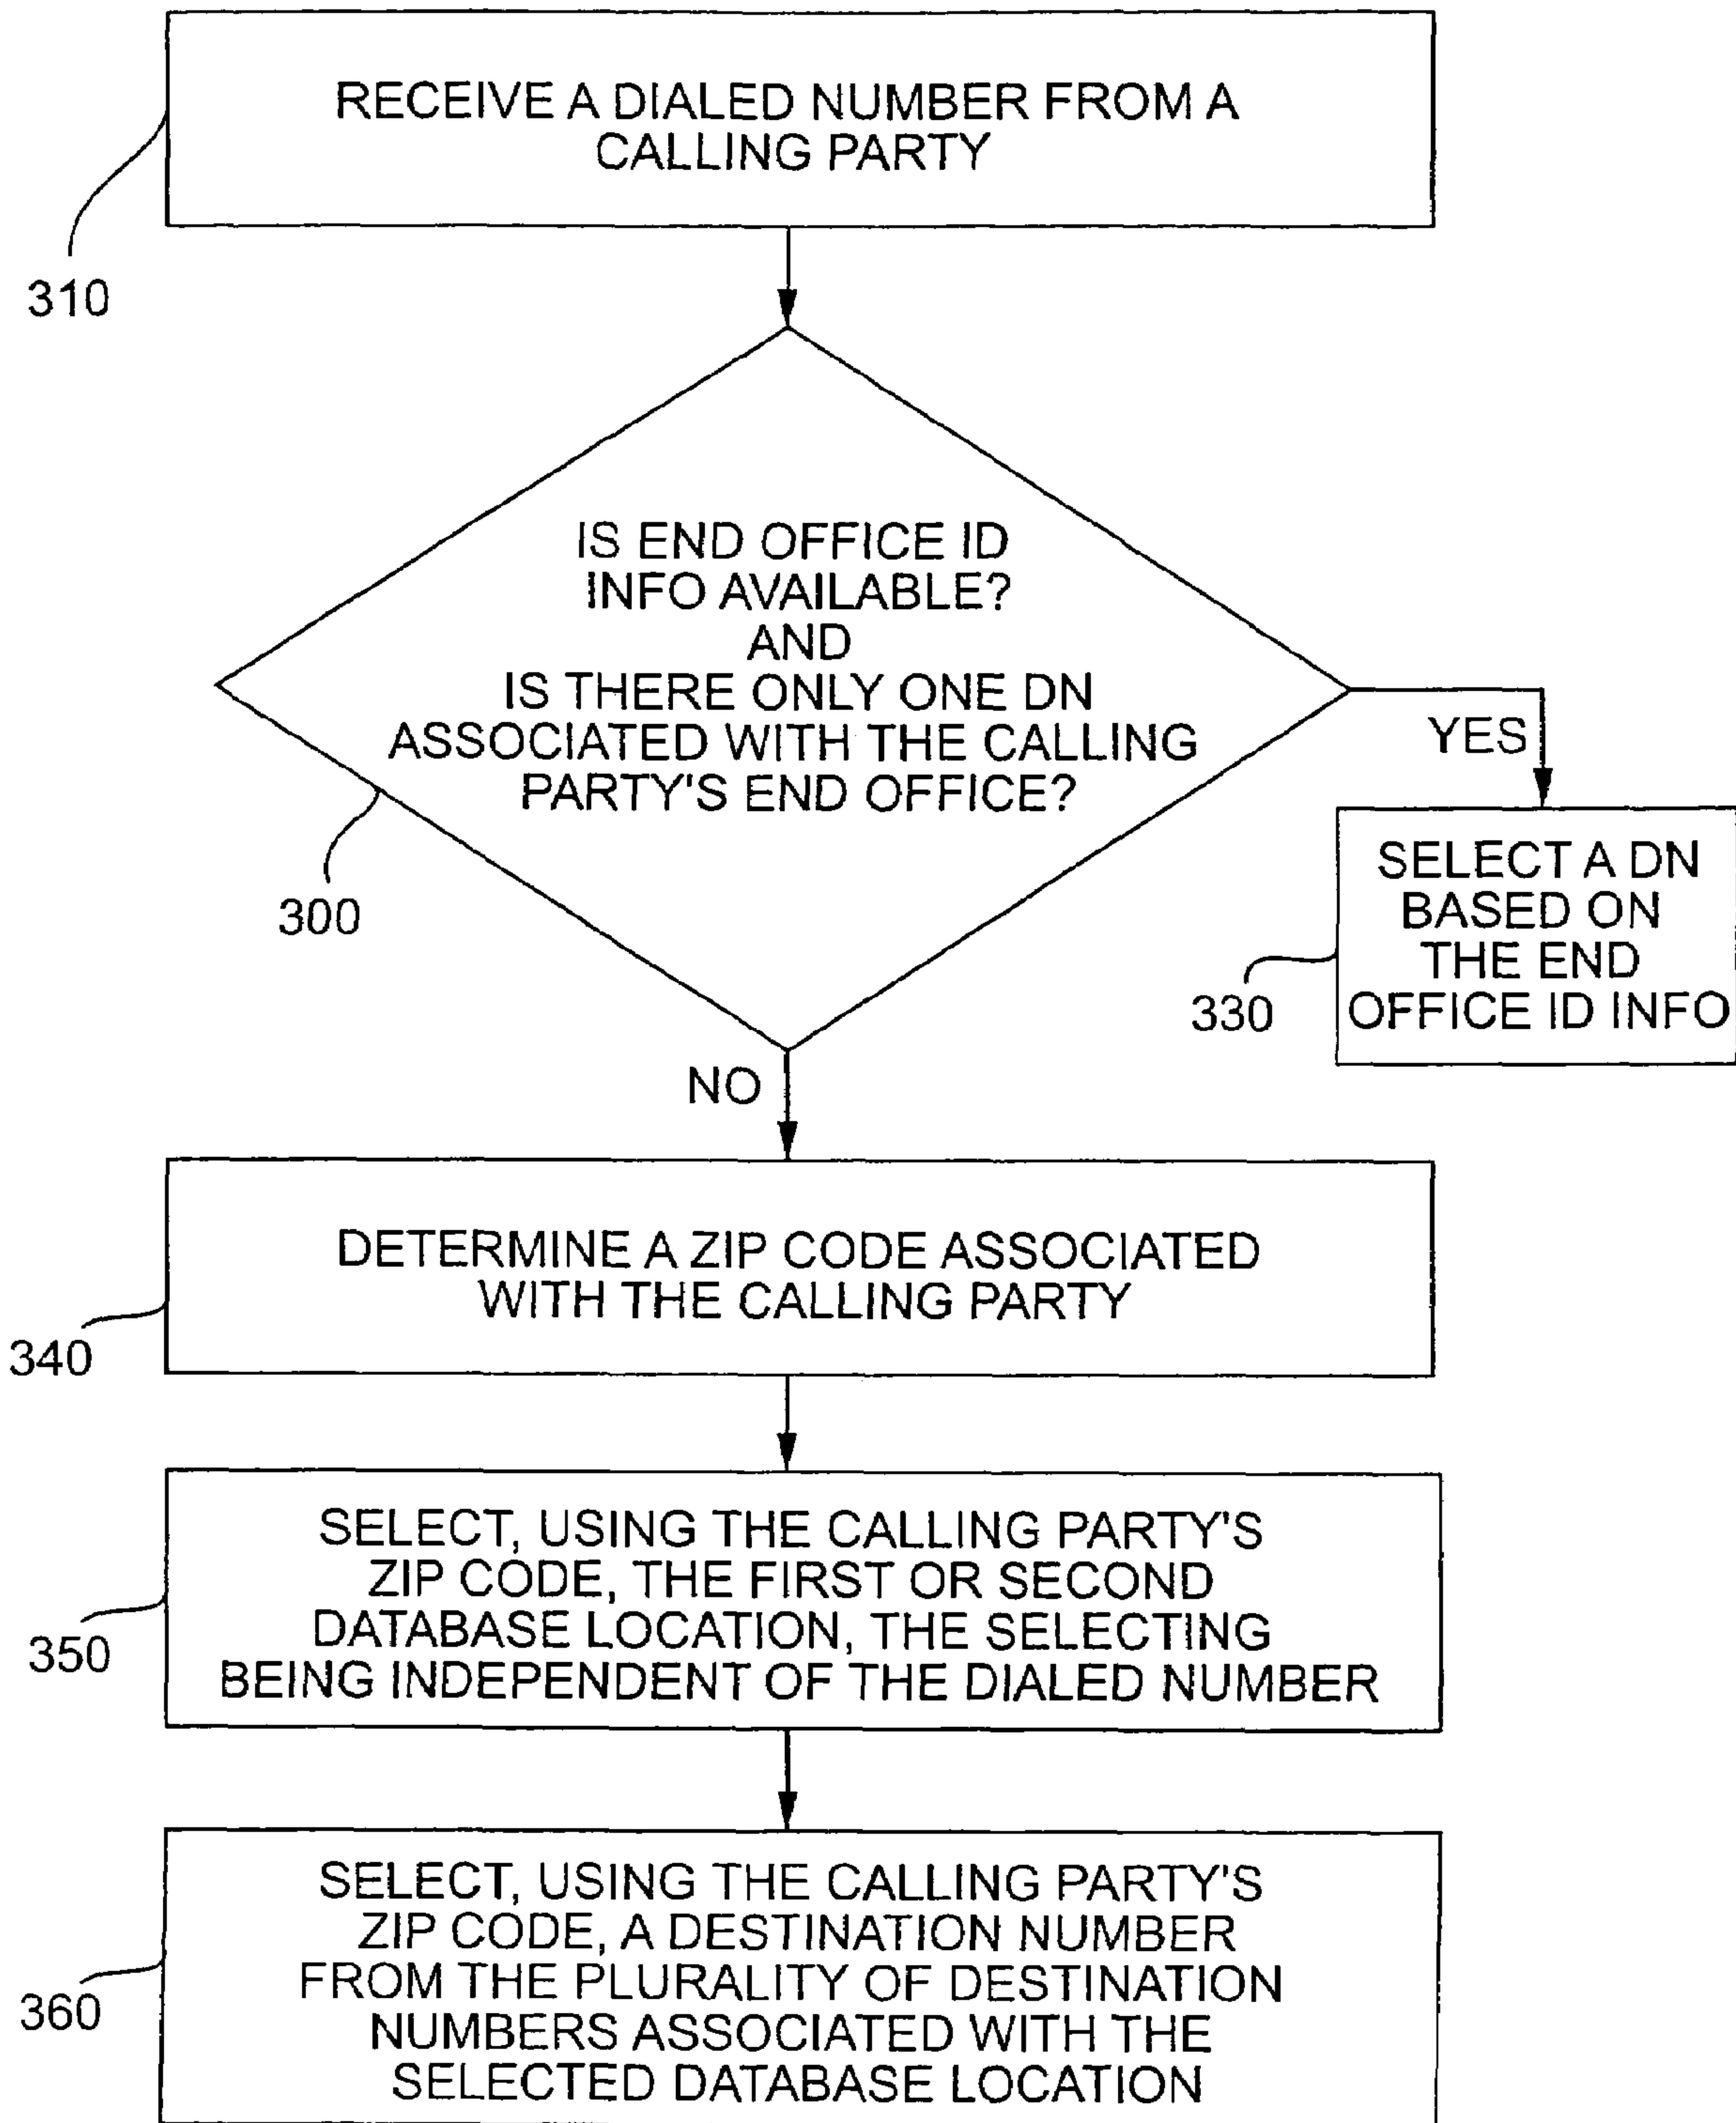 RECEIVE A DIALED NUMBER FROM A
CALLING PARTY
310
IS END OFFICE ID
INFO AVAILABLE?
AND
IS THERE ONLY ONE DN
ASSOCIATED WITH THE CALLING
PARTY'S END OFFICE?
300
YES
SELECT A DN
BASED ON
THE END
OFFICE ID INFO
330
NO
DETERMINE A ZIP CODE ASSOCIATED
WITH THE CALLING PARTY
340
SELECT, USING THE CALLING PARTY'S
ZIP CODE, THE FIRST OR SECOND
DATABASE LOCATION, THE SELECTING
BEING INDEPENDENT OF THE DIALED NUMBER
350
SELECT, USING THE CALLING PARTY'S
ZIP CODE, A DESTINATION NUMBER
FROM THE PLURALITY OF DESTINATION
NUMBERS ASSOCIATED WITH THE
SELECTED DATABASE LOCATION
360